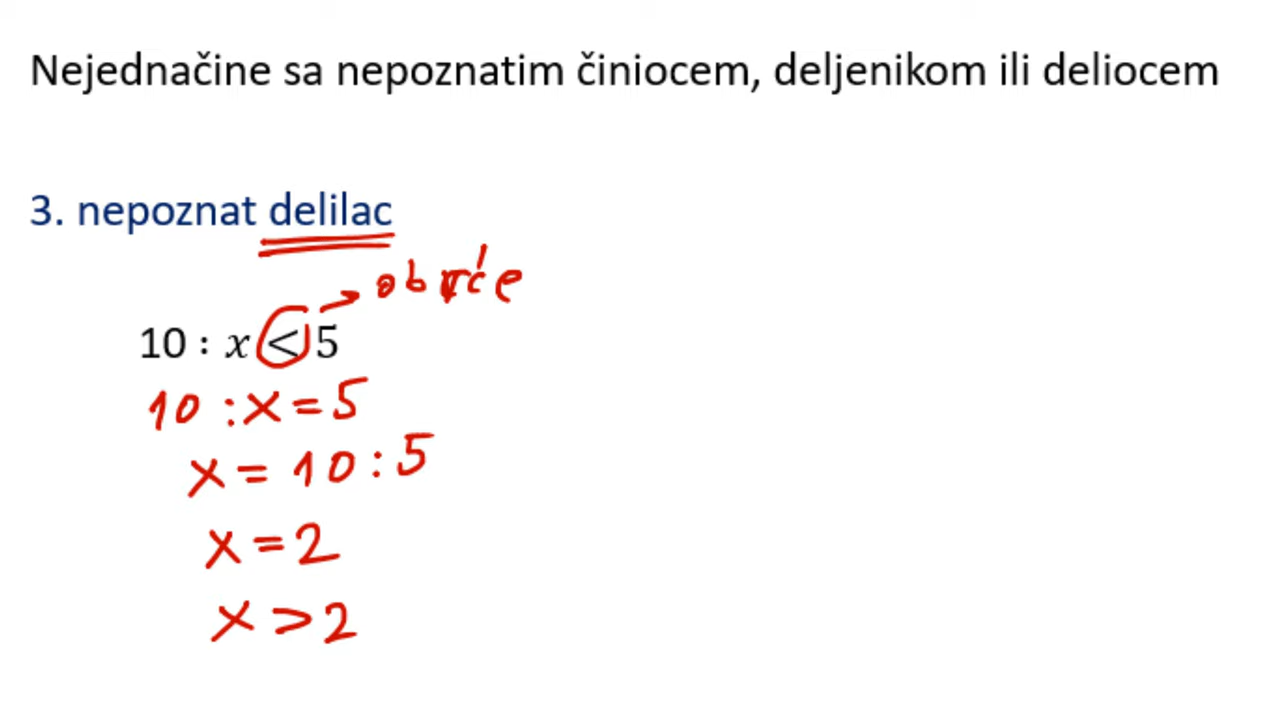 Nejednačine sa nepoznatim činiocem, deljenikom ili deliocem
3. nepoznat delilac
obrće
10 : x < 5
10 : x = 5
x = 10 : 5
x = 2
x > 2